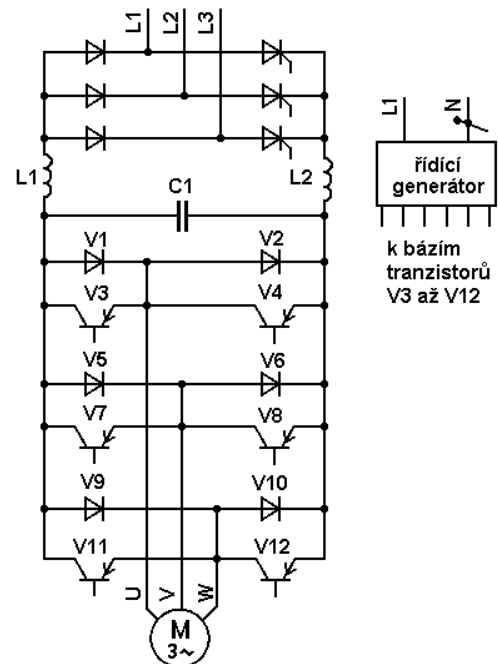 L1
L2
L3
L1
N
řídící
generátor
L1
L2
C1
k bázím
tranzistorů
V3 až V12
V1
V2
V3
V4
V5
V6
V7
V8
V9
V10
V11
V12
U
V
W
M
3~